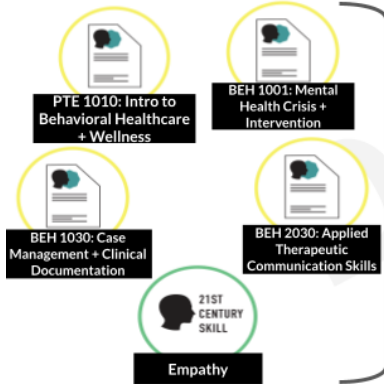 PTE 1010: Intro to
Behavioral Healthcare
+ Wellness
BEH 1001: Mental
Health Crisis +
Intervention
BEH 1030: Case
Management + Clinical
Documentation
BEH 2030: Applied
Therapeutic
Communication Skills
21ST
CENTURY
SKILL
Empathy